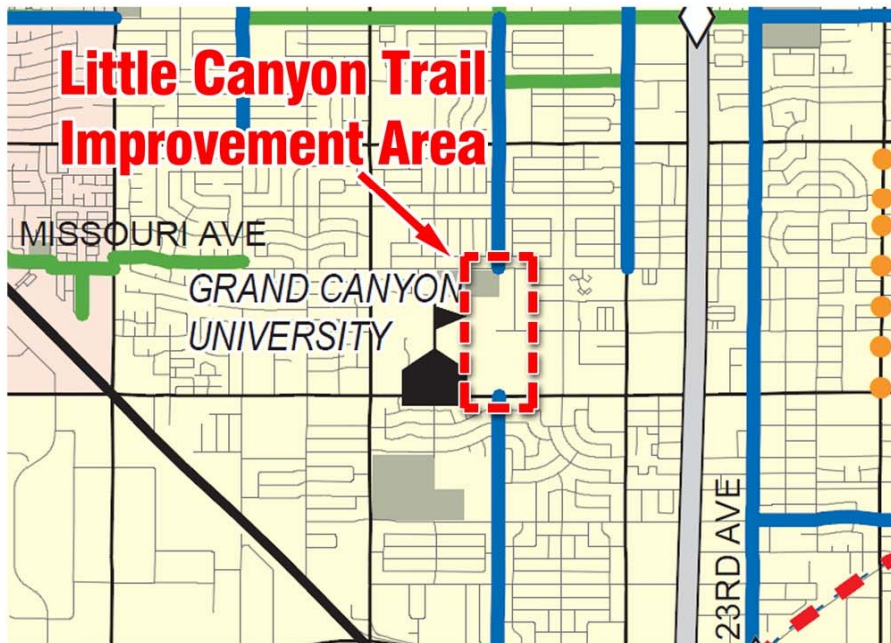 Little Canyon Trail
Improvement Area
MISSOURI AVE
GRAND CANYON
UNIVERSITY
23RD AVE